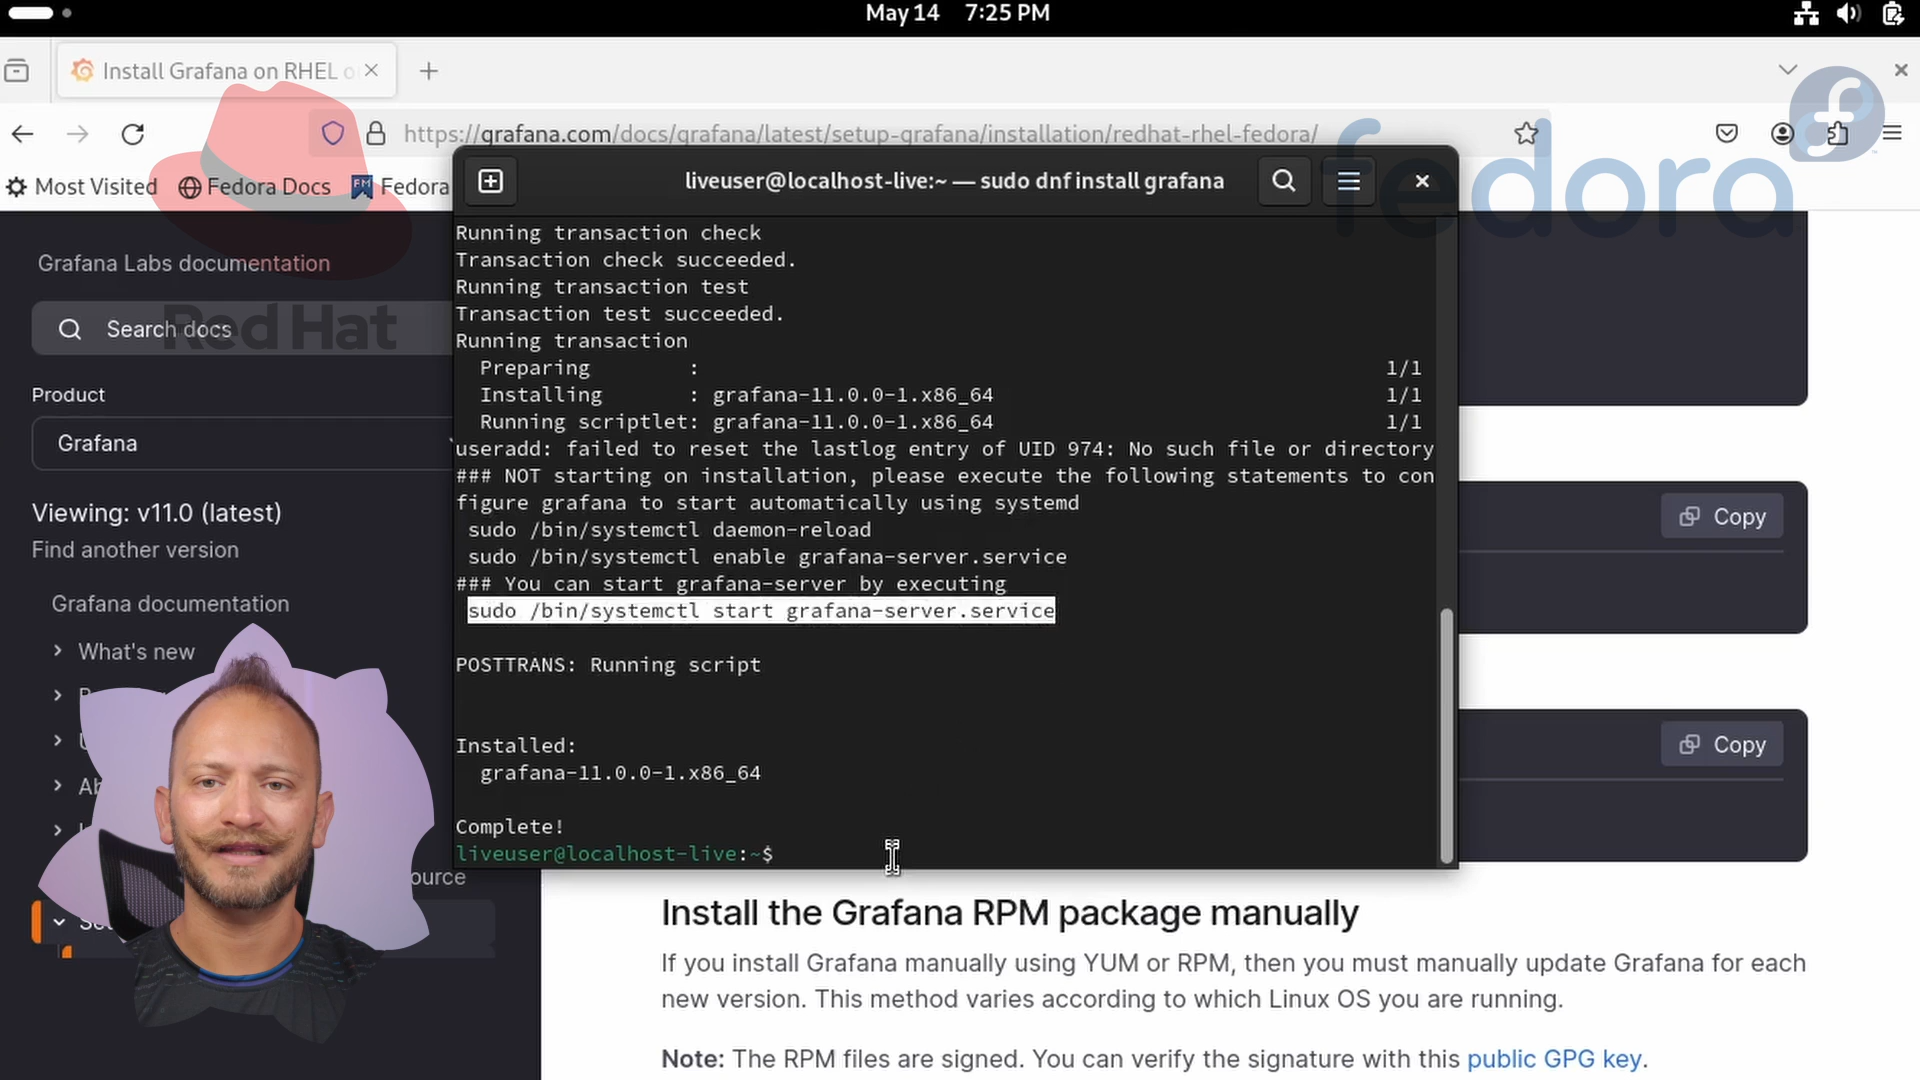 May 14 7:25 PM
Install Grafana on RHEL o
https://grafana.com/docs/grafana/latest/setup-grafana/installation/redhat-rhel-fedora/
Most Visited
Fedora Docs
Fedora
fedora
Red Hat
liveuser@localhost-live:~ — sudo dnf install grafana
Grafana Labs documentation
Search docs
Product
Grafana
Viewing: v11.0 (latest)
Find another version
Grafana documentation
What's new
ource
Running transaction check
Transaction check succeeded.
Running transaction test
Transaction test succeeded.
Running transaction
Preparing : 1/1
Installing : grafana-11.0.0-1.x86_64 1/1
Running scriptlet: grafana-11.0.0-1.x86_64 1/1
useradd: failed to reset the lastlog entry of UID 974: No such file or directory
### NOT starting on installation, please execute the following statements to con
figure grafana to start automatically using systemd
sudo /bin/systemctl daemon-reload
sudo /bin/systemctl enable grafana-server.service
### You can start grafana-server by executing
sudo /bin/systemctl start grafana-server.service
POSTTRANS: Running script
Installed:
grafana-11.0.0-1.x86_64
Complete!
liveuser@localhost-live:~$
Copy
Copy
Install the Grafana RPM package manually
If you install Grafana manually using YUM or RPM, then you must manually update Grafana for each
new version. This method varies according to which Linux OS you are running.
Note: The RPM files are signed. You can verify the signature with this public GPG key.